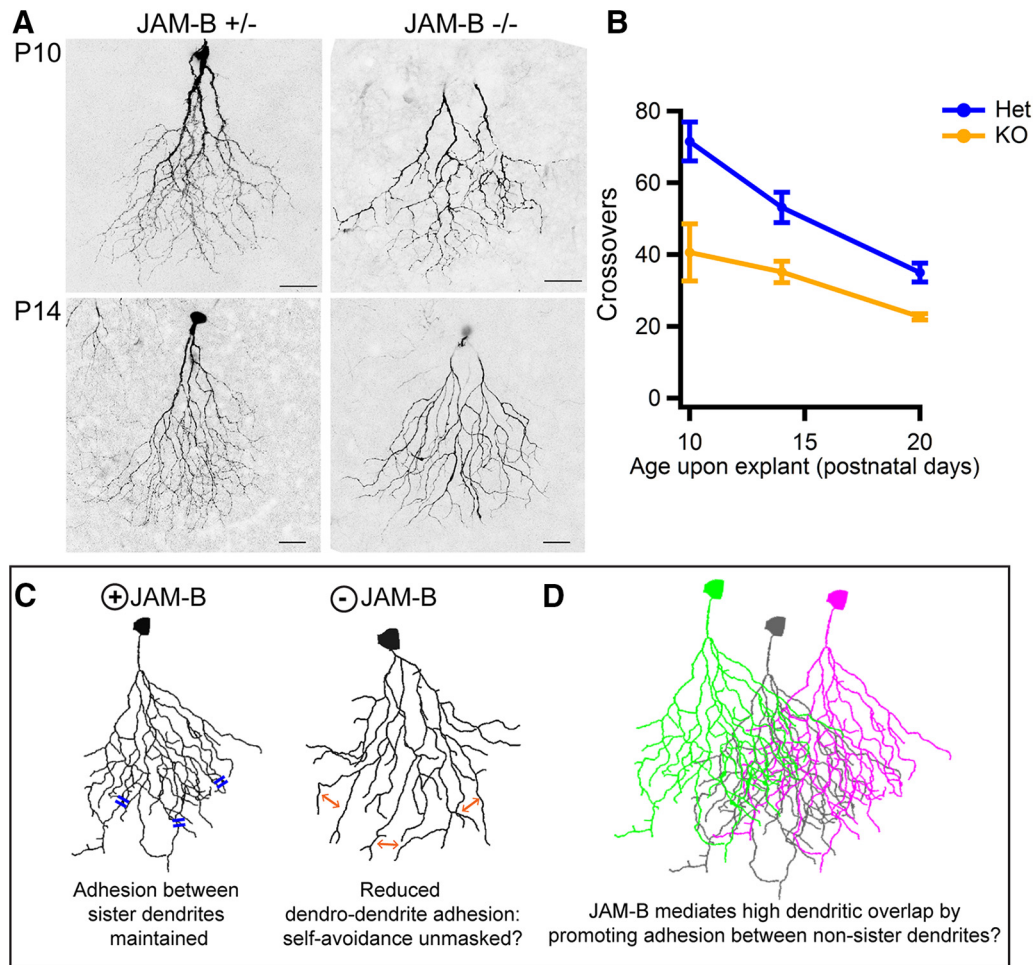 A
JAM-B +/-
JAM-B -/-
P10
P14
B
80
60
40
20
0
Crossovers
10
15
20
Age upon explant (postnatal days)
Het
KO
C
+ JAM-B
- JAM-B
Adhesion between
sister dendrites
maintained
Reduced
dendro-dendrite adhesion:
self-avoidance unmasked?
D
JAM-B mediates high dendritic overlap by
promoting adhesion between non-sister dendrites?